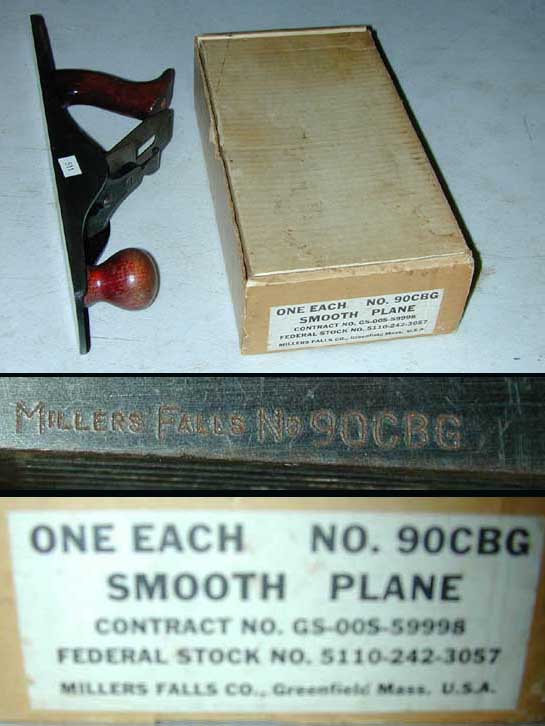 511
ONE EACH NO. 90CBG
SMOOTH PLANE
CONTRACT NO. GS-00S-59998
FEDERAL STOCK NO. 5110-242-3057
MILLERS FALLS CO., Greenfield Mass. U.S.A.
MILLERS FALLS NO 90CBG
ONE EACH NO. 90CBG
SMOOTH PLANE
CONTRACT NO. GS-00S-59998
FEDERAL STOCK NO. 5110-242-3057
MILLERS FALLS CO., Greenfield Mass. U.S.A.